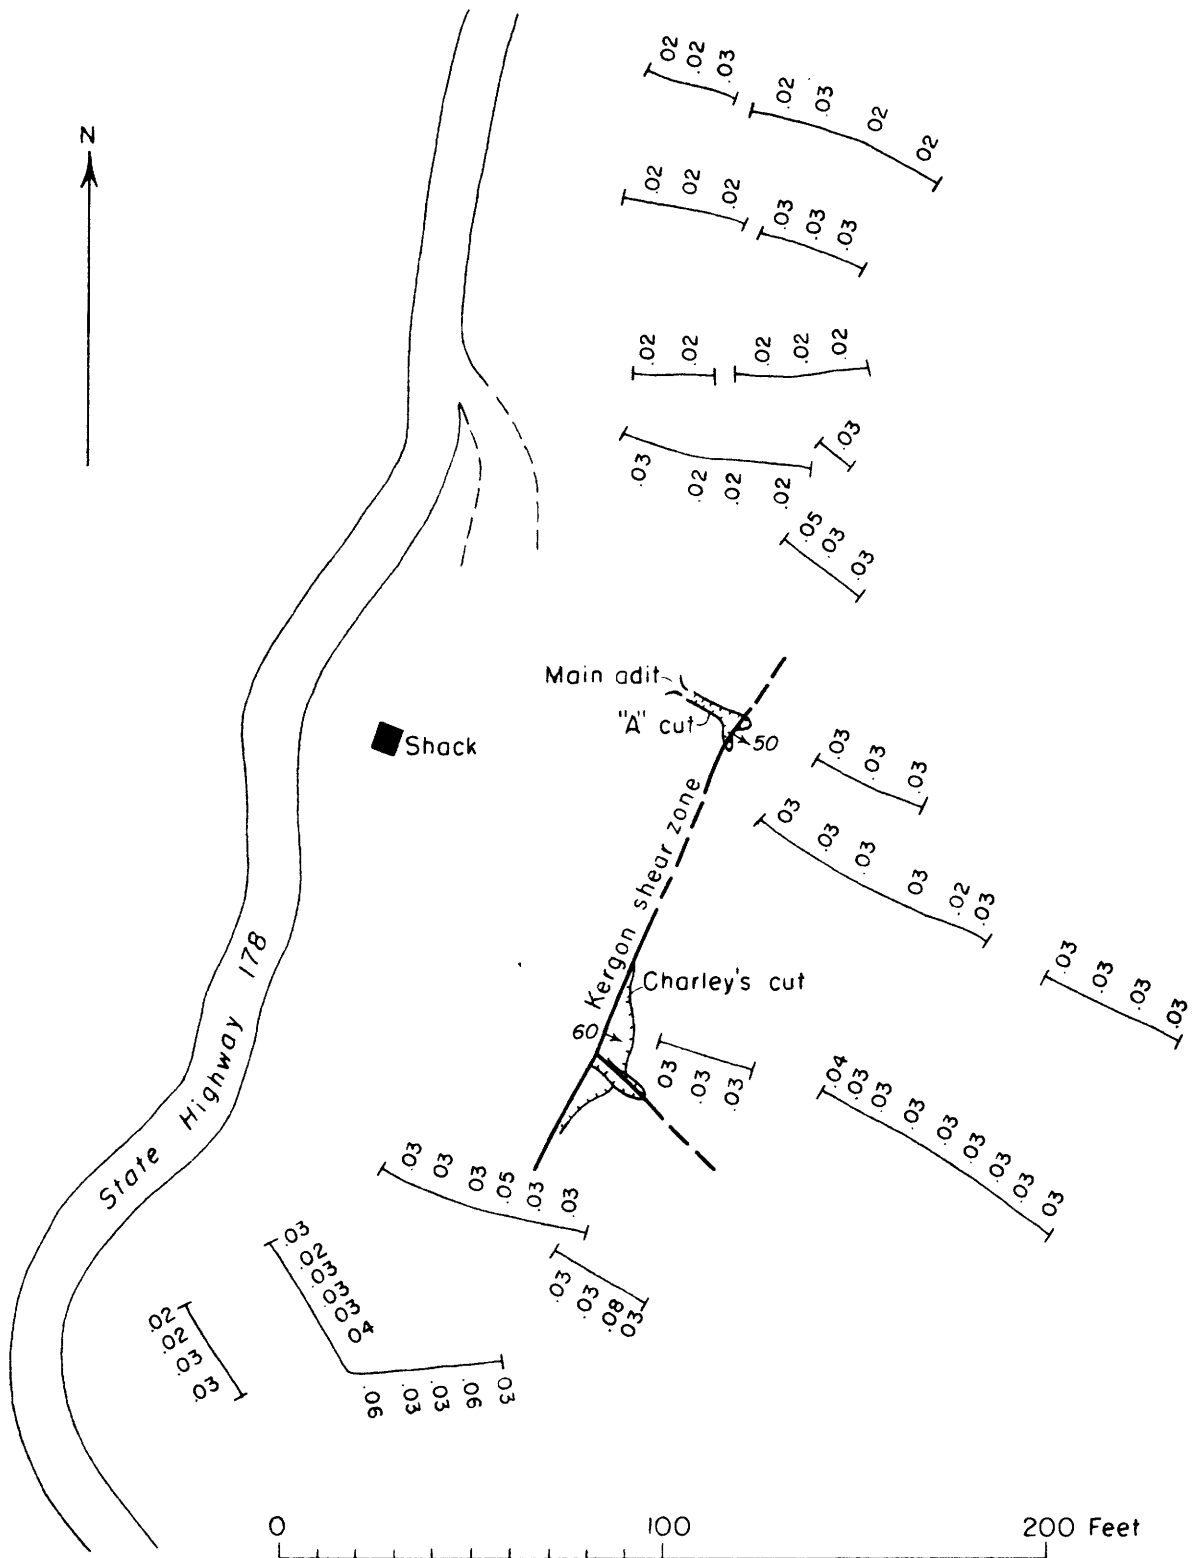 .02 .02 .03
.02 .03 .02 .02
N
.02 .02 .02
.03 .03 .03
.02 .02
.02 .02 .02
.03
.03 .02 .02 .02
.05 .03 .03
Main adit
"A" cut
50
Shack
.03 .03 .03
Kergon shear zone
.03 .03 .03 .03 .02 .03
State Highway 178
Charley's cut
.03 .03 .03 .03
60
.03 .03 .03
.04 .03 .03 .03 .03 .03 .03 .03
.03 .03 .03 .05 .03 .03
.03 .03 .08 .03
.03 .02 .03 .03 .03 .04
.02 .02 .03 .03
.06 .03 .03 .06 .03
0 100 200 Feet